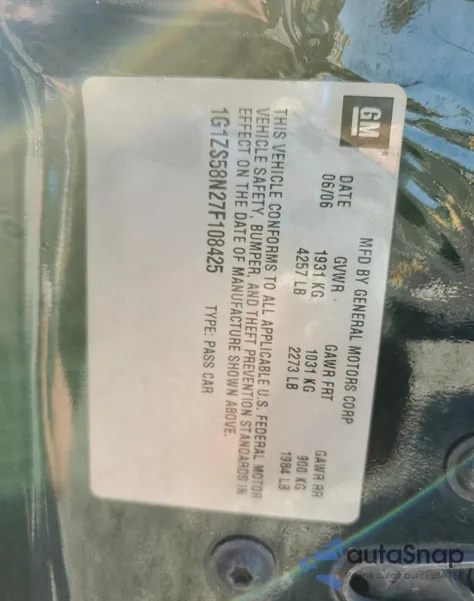 GM
MFD BY GENERAL MOTORS CORP
DATE GVWR GAWR FRT GAWR RR
06/06 1931 KG 1031 KG 900 KG
4257 LB 2273 LB 1984 LB
THIS VEHICLE CONFORMS TO ALL APPLICABLE U.S. FEDERAL MOTOR
VEHICLE SAFETY, BUMPER, AND THEFT PREVENTION STANDARDS IN
EFFECT ON THE DATE OF MANUFACTURE SHOWN ABOVE.
1G1ZS58N27F108425 TYPE: PASS CAR
autoSnap